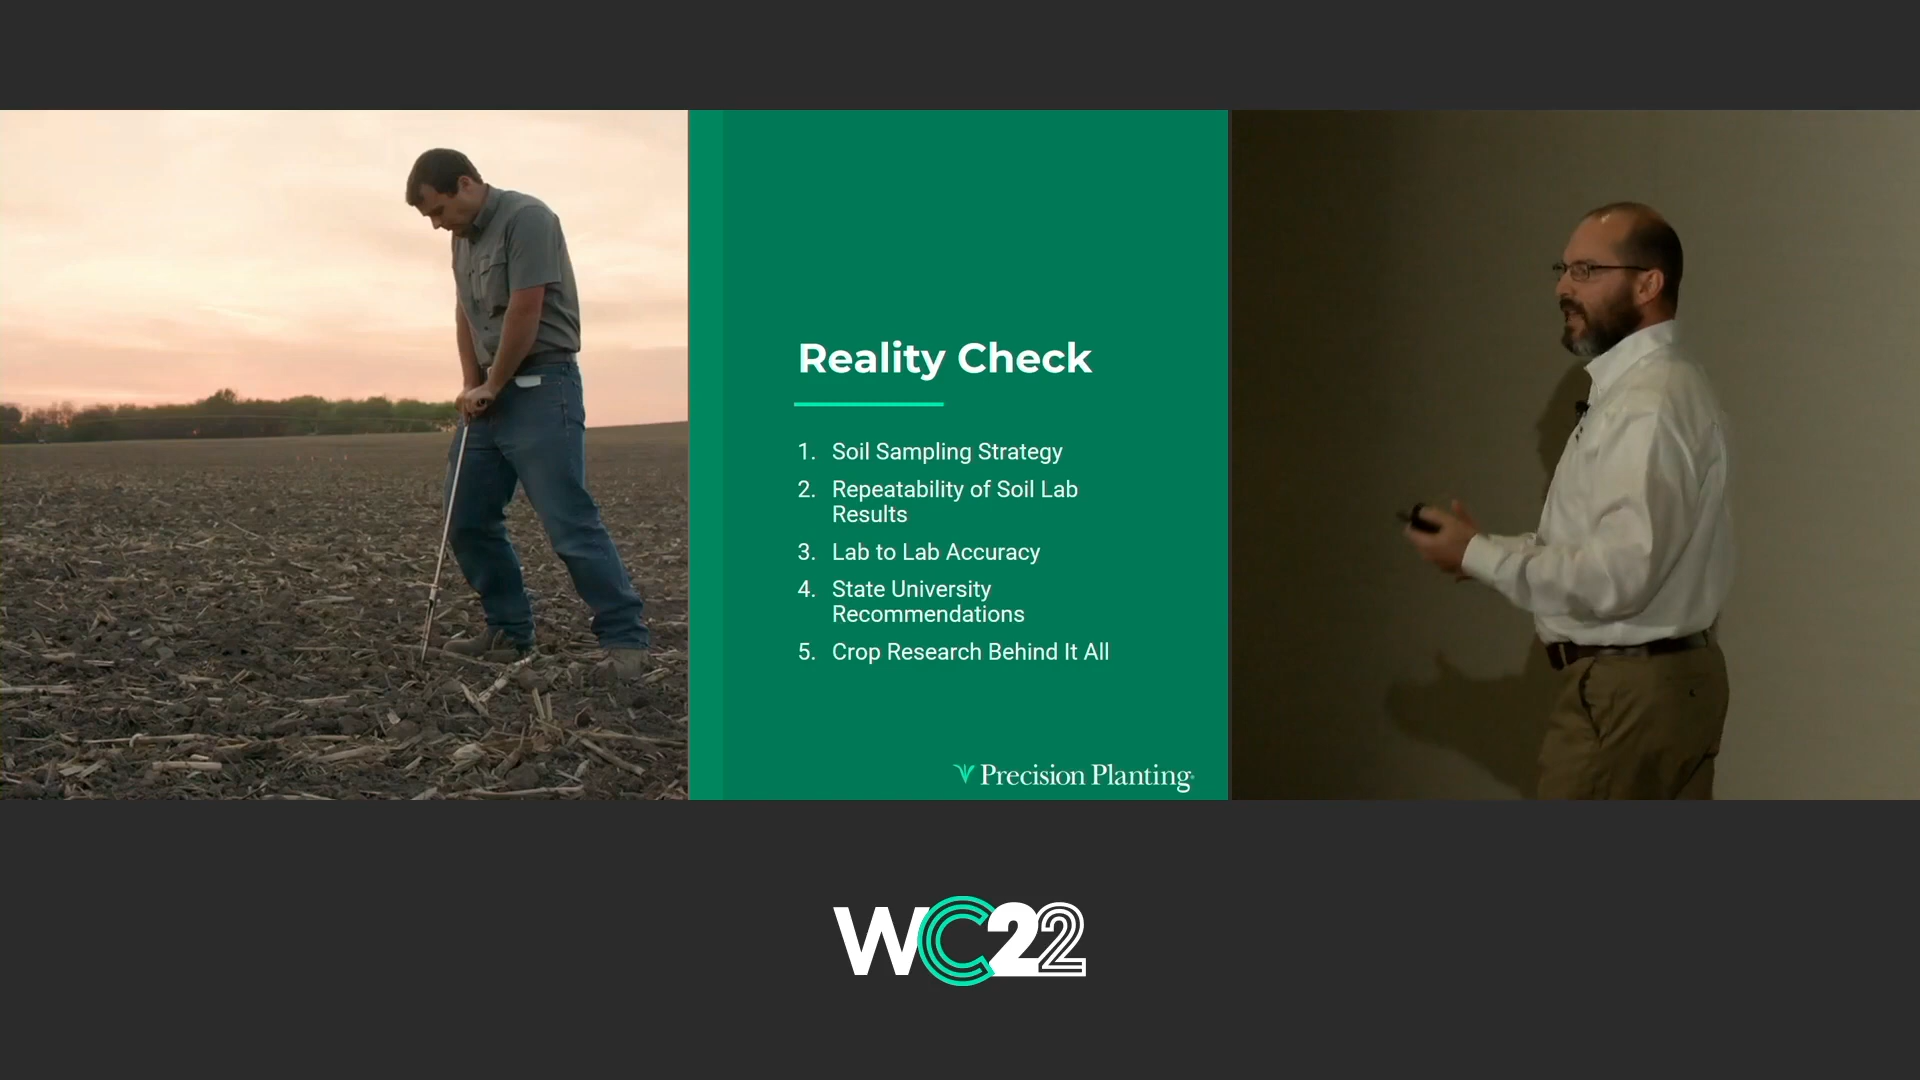 Reality Check
1. Soil Sampling Strategy
2. Repeatability of Soil Lab
Results
3. Lab to Lab Accuracy
4. State University
Recommendations
5. Crop Research Behind It All
Precision Planting
WC22